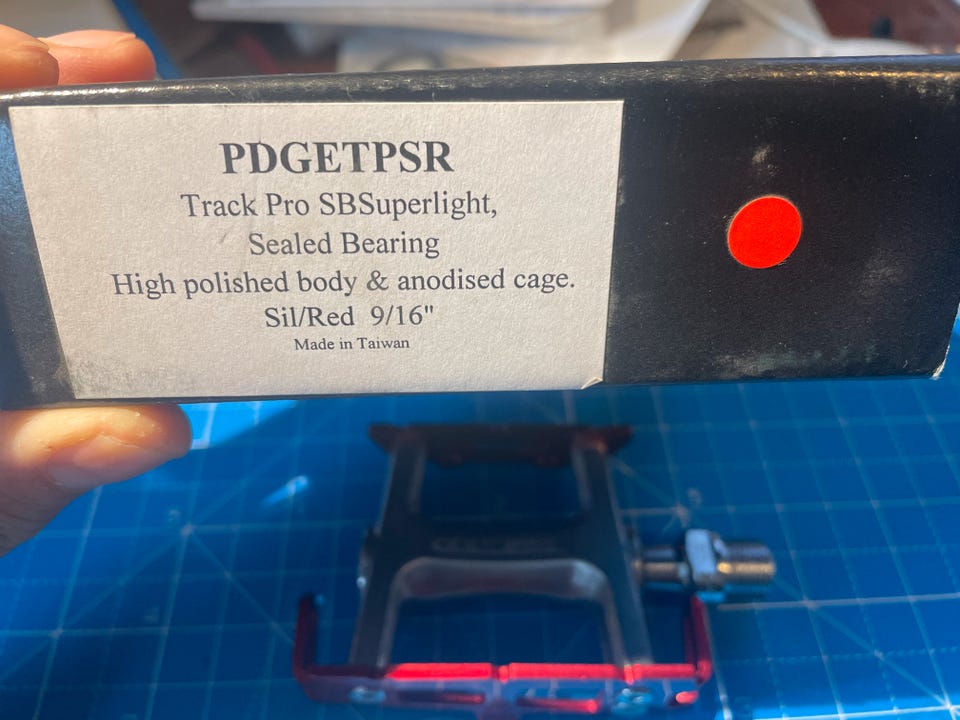 PDGETPSR
Track Pro SBSuperlight,
Sealed Bearing
High polished body & anodised cage.
Sil/Red 9/16"
Made in Taiwan